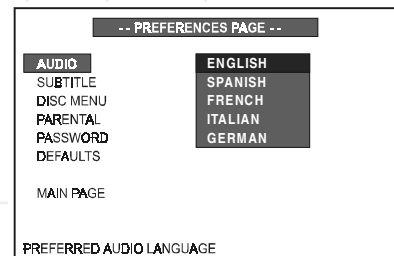 -- PREFERENCES PAGE --
AUDIO
SUBTITLE
DISC MENU
PARENTAL
PASSWORD
DEFAULTS
MAIN PAGE
ENGLISH
SPANISH
FRENCH
ITALIAN
GERMAN
PREFERRED AUDIO LANGUAGE